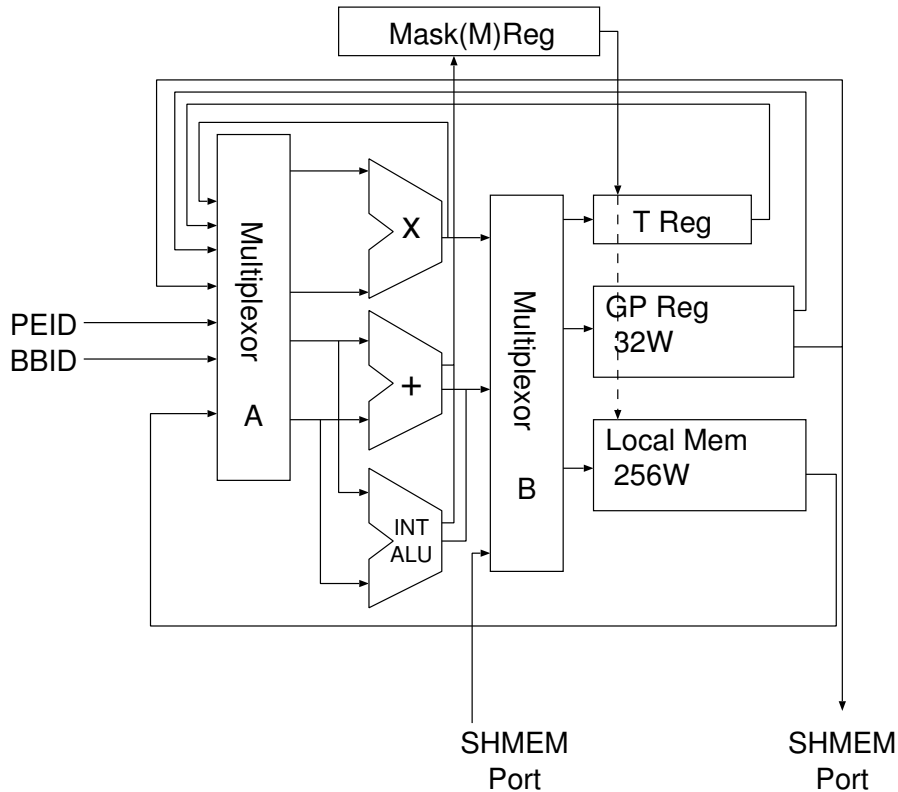 Mask(M)Reg
Multiplexor
A
X
+
INT
ALU
Multiplexor
B
T Reg
GP Reg
32W
Local Mem
256W
PEID
BBID
SHMEM
Port
SHMEM
Port